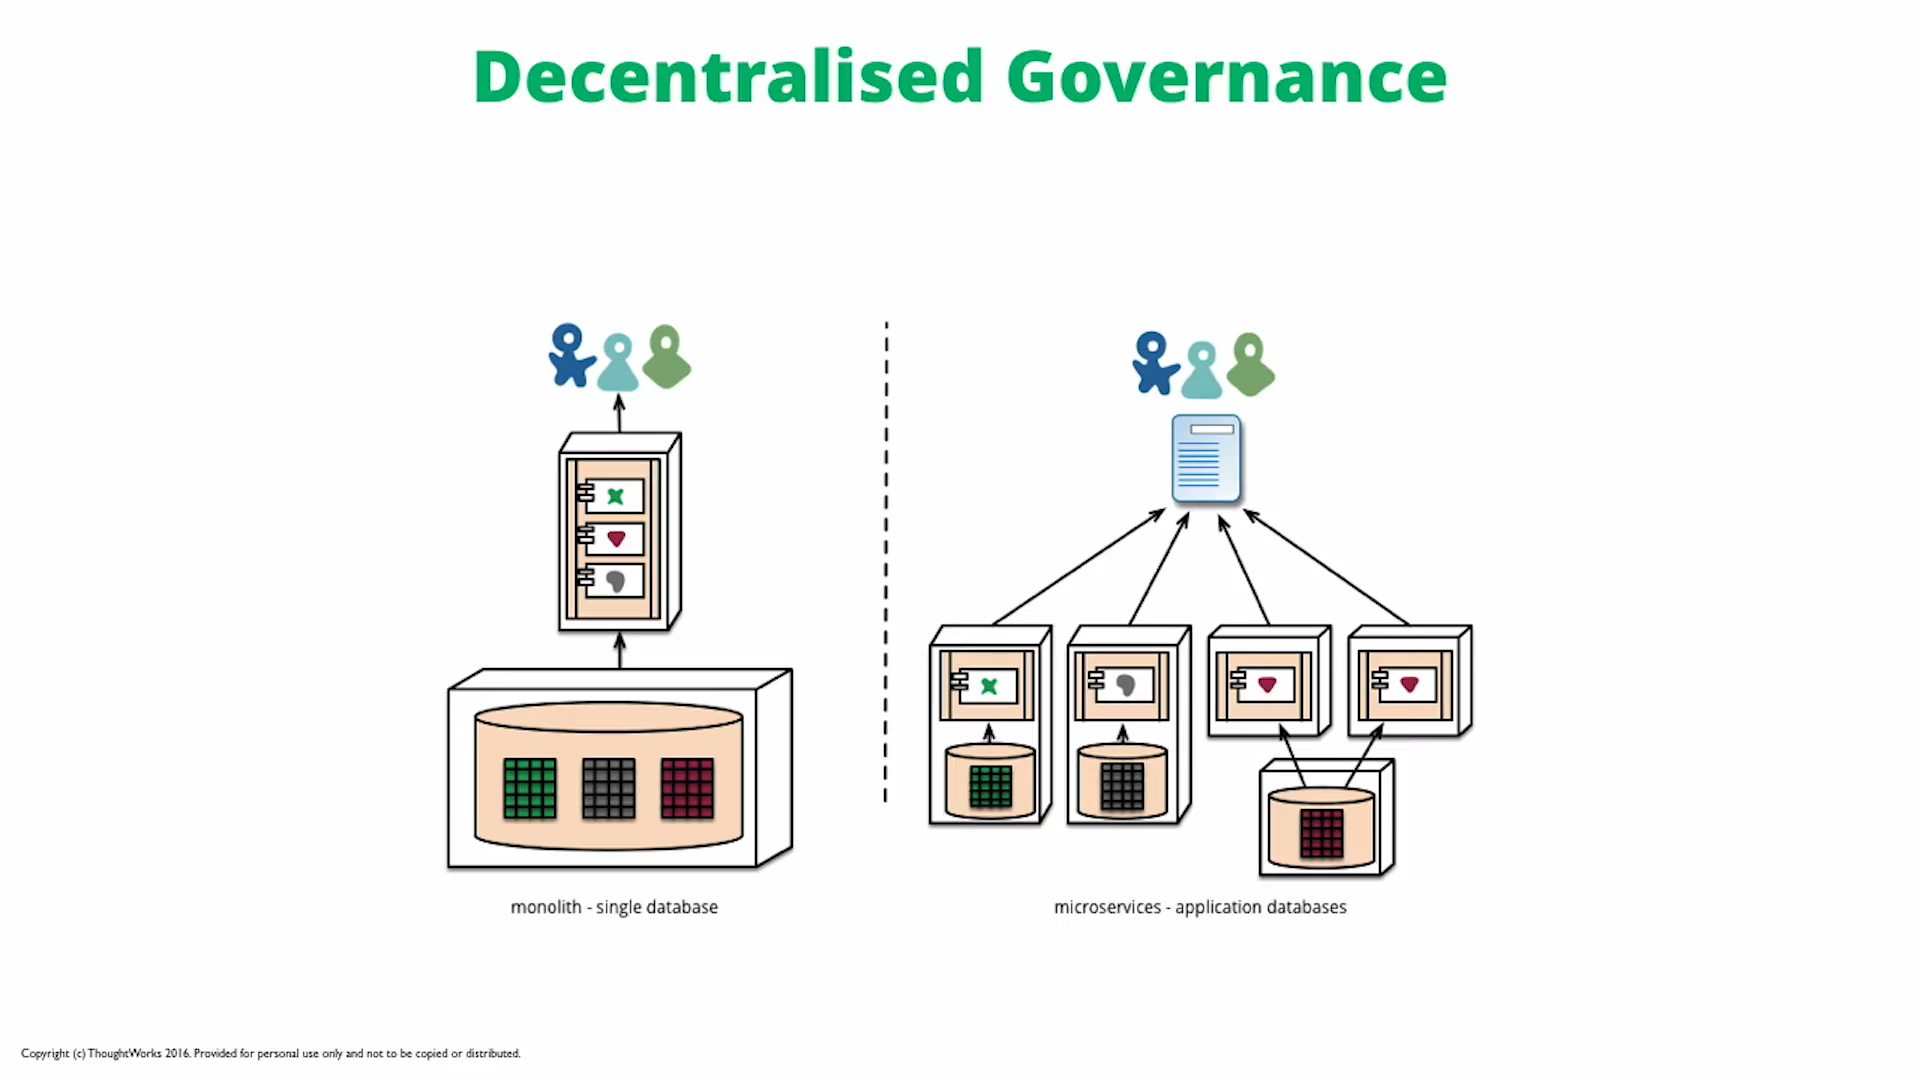 Decentralised Governance
monolith - single database
microservices - application databases
Copyright (c) ThoughtWorks 2016. Provided for personal use only and not to be copied or distributed.